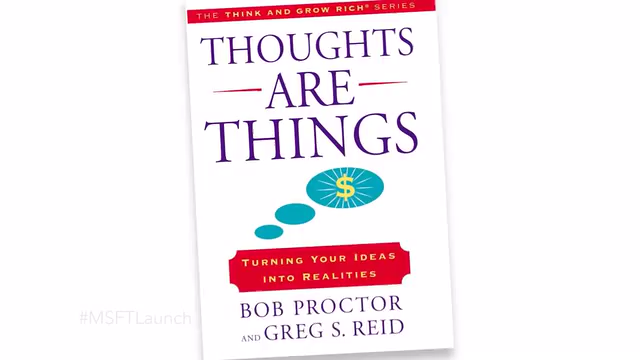 THE THINK AND GROW RICH® SERIES
THOUGHTS
ARE
THINGS
$
TURNING YOUR IDEAS
INTO REALITIES
BOB PROCTOR
AND GREG S. REID
#MSFTLaunch